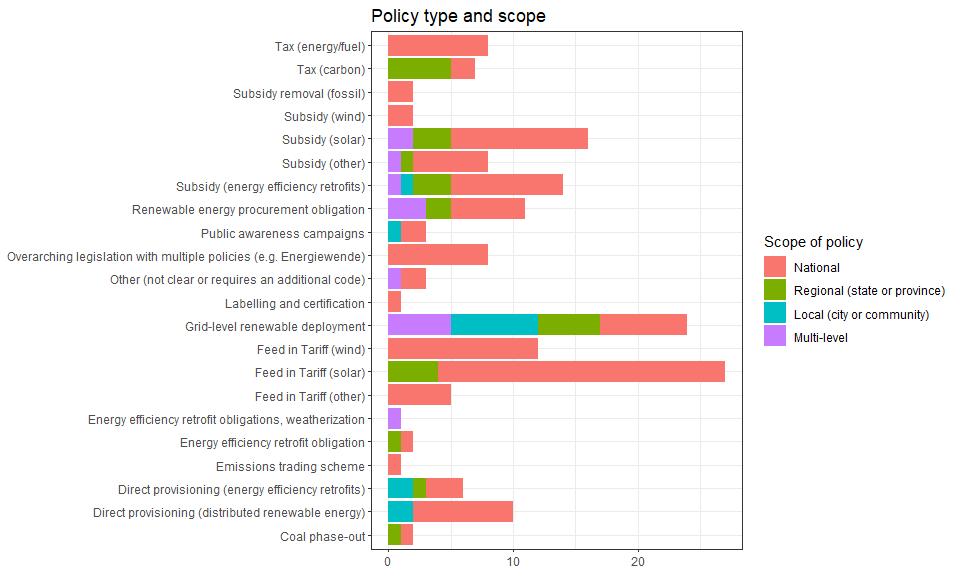 Policy type and scope
Tax (energy/fuel)
Tax (carbon)
Subsidy removal (fossil)
Subsidy (wind)
Subsidy (solar)
Subsidy (other)
Subsidy (energy efficiency retrofits)
Renewable energy procurement obligation
Public awareness campaigns
Overarching legislation with multiple policies (e.g. Energiewende)
Other (not clear or requires an additional code)
Labelling and certification
Grid-level renewable deployment
Feed in Tariff (wind)
Feed in Tariff (solar)
Feed in Tariff (other)
Energy efficiency retrofit obligations, weatherization
Energy efficiency retrofit obligation
Emissions trading scheme
Direct provisioning (energy efficiency retrofits)
Direct provisioning (distributed renewable energy)
Coal phase-out
0 10 20
Scope of policy
National
Regional (state or province)
Local (city or community)
Multi-level